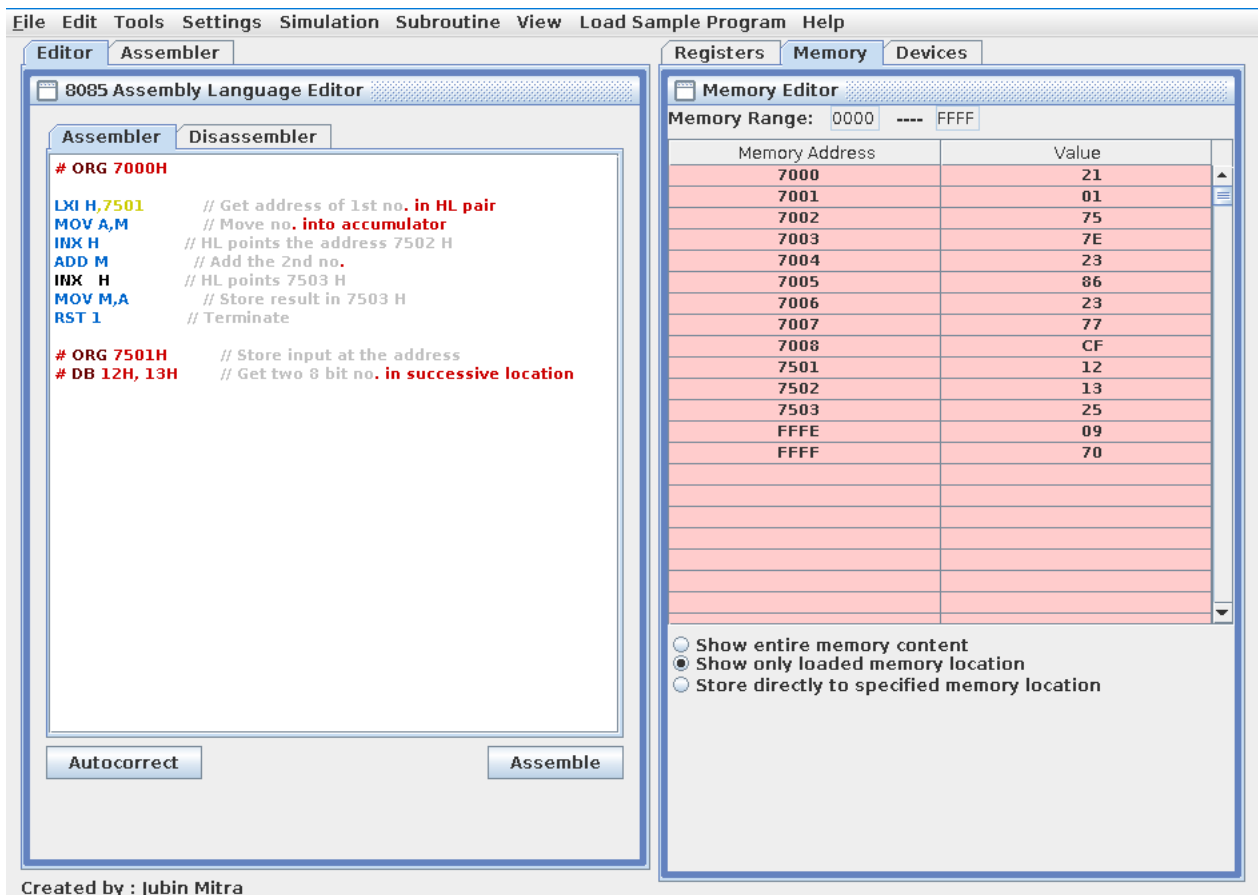 File Edit Tools Settings Simulation Subroutine View Load Sample Program Help
Editor Assembler
8085 Assembly Language Editor
Assembler Disassembler
# ORG 7000H
LXI H,7501 // Get address of 1st no. in HL pair
MOV A,M // Move no. into accumulator
INX H // HL points the address 7502 H
ADD M // Add the 2nd no.
INX H // HL points 7503 H
MOV M,A // Store result in 7503 H
RST 1 // Terminate
# ORG 7501H // Store input at the address
# DB 12H, 13H // Get two 8 bit no. in successive location
Autocorrect Assemble
Registers Memory Devices
Memory Editor
Memory Range: 0000 ---- FFFF
Memory Address Value
7000 21
7001 01
7002 75
7003 7E
7004 23
7005 86
7006 23
7007 77
7008 CF
7501 12
7502 13
7503 25
FFFE 09
FFFF 70
Show entire memory content
Show only loaded memory location
Store directly to specified memory location
Created by : Jubin Mitra